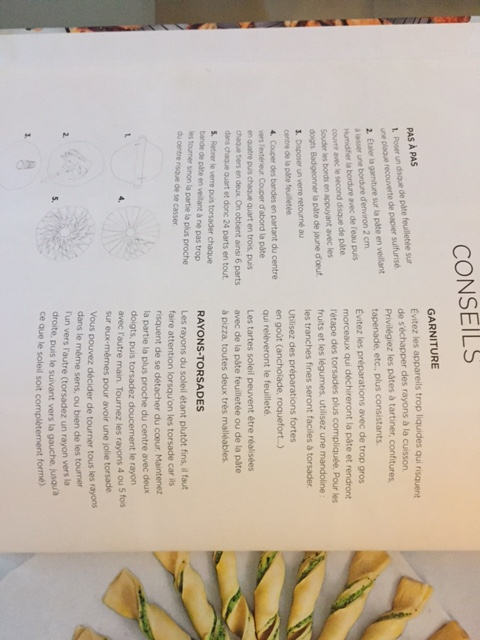 CONSEILS
PAS À PAS
1. Poser un disque de pâte feuilletée sur
une plaque recouverte de papier sulfurisé.
2. Étaler la garniture sur la pâte en veillant
à laisser une bordure d'environ 2 cm.
Humidifier la bordure avec de l'eau puis
couvrir avec le second disque de pâte.
Souder les bords en appuyant avec les
doigts. Badigeonner la pâte de jaune d'œuf.
3. Disposer un verre retourné au
centre de la pâte feuilletée.
4. Couper des bandes en partant du centre
vers l'extérieur. Couper d'abord la pâte
en quatre puis chaque quart en trois, puis
chaque tiers en deux. On obtient ainsi 6 parts
dans chaque quart et donc 24 parts en tout.
5. Retirer le verre puis torsader chaque
bande de pâte en veillant à ne pas trop
les tourner sinon la partie la plus proche
du centre risque de se casser.
1.
2.
3.
4.
5.
GARNITURE
Évitez les appareils trop liquides qui risquent
de s'échapper des rayons à la cuisson.
Privilégiez les pâtes à tartiner confitures,
tapenade, etc., plus consistants.
Évitez les préparations avec de trop gros
morceaux qui déchireront la pâte et rendront
l'étape des torsades plus compliquée. Pour les
fruits et les légumes, utilisez une mandoline :
les tranches fines seront faciles à torsader.
Utilisez des préparations fortes
en goût (anchoïade, roquefort...)
qui relèveront le feuilleté.
Les tartes soleil peuvent être réalisées
avec de la pâte feuilletée ou de la pâte
à pizza, toutes deux très malléables.
RAYONS-TORSADES
Les rayons du soleil étant plutôt fins, il faut
faire attention lorsqu'on les torsade car ils
risquent de se détacher du cœur. Maintenez
la partie la plus proche du centre avec deux
doigts, puis torsadez doucement le rayon
avec l'autre main. Tournez les rayons 4 ou 5 fois
sur eux-mêmes pour avoir une jolie torsade.
Vous pouvez décider de tourner tous les rayons
dans le même sens, ou bien de les tourner
l'un vers l'autre (torsadez un rayon vers la
droite, puis le suivant vers la gauche, jusqu'à
ce que le soleil soit complètement formé).